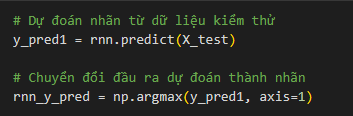 # Dự đoán nhãn từ dữ liệu kiểm thử
y_pred1 = rnn.predict(X_test)
# Chuyển đổi đầu ra dự đoán thành nhãn
rnn_y_pred = np.argmax(y_pred1, axis=1)